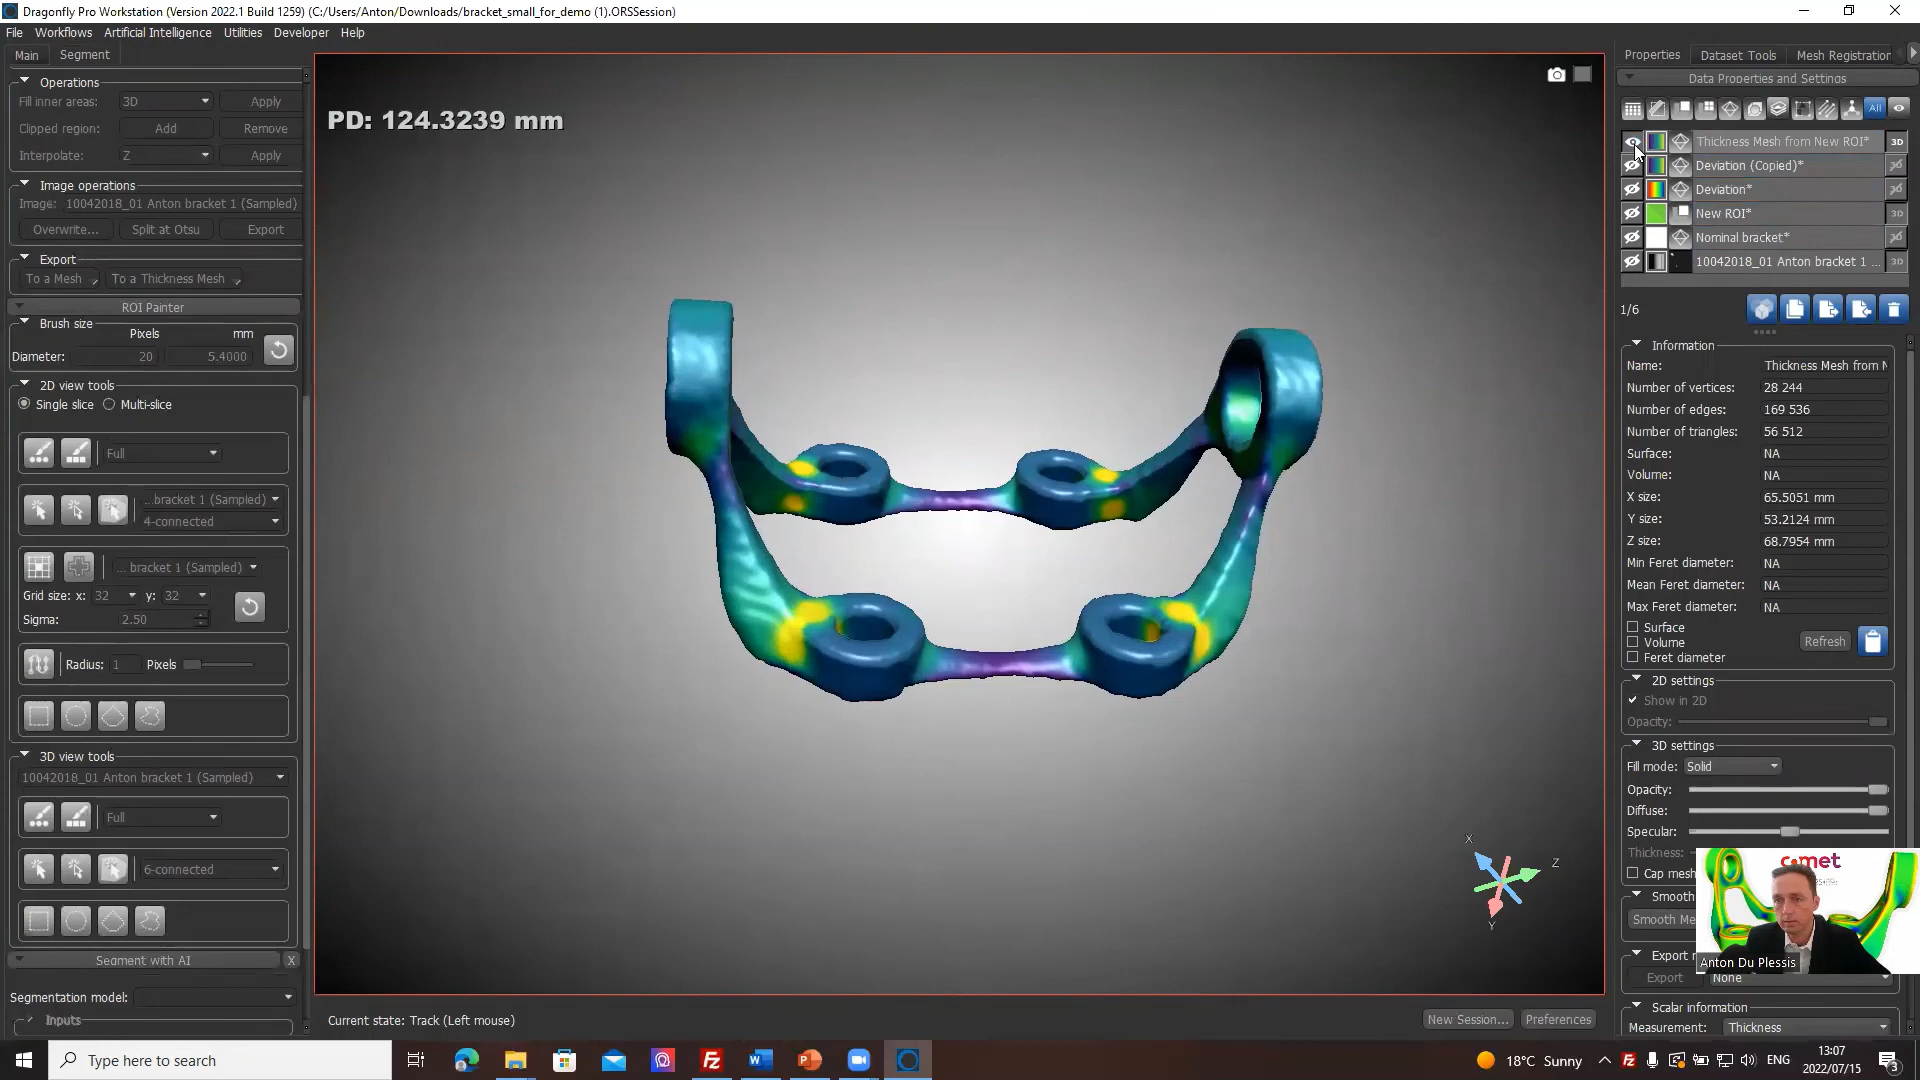 Dragonfly Pro Workstation (Version 2022.1 Build 1259) (C:/Users/Anton/Downloads/bracket_small_for_demo (1).ORSSession)
File Workflows Artificial Intelligence Utilities Developer Help
Main Segment
Operations
Fill inner areas: 3D Apply
Clipped region: Add Remove
Interpolate: Z Apply
Image operations
Image: 10042018_01 Anton bracket 1 (Sampled)
Overwrite... Split at Otsu Export
Export
To a Mesh To a Thickness Mesh
ROI Painter
Brush size
Pixels mm
Diameter: 20 5.4000
2D view tools
Single slice Multi-slice
Full
...bracket 1 (Sampled)
4-connected
... bracket 1 (Sampled)
Grid size: x: 32 y: 32
Sigma: 2.50
Radius: 1 Pixels
3D view tools
10042018_01 Anton bracket 1 (Sampled)
Full
6-connected
Segment with AI X
Segmentation model:
Inputs
PD: 124.3239 mm
X
Z
Y
Current state: Track (Left mouse)
New Session... Preferences
Properties Dataset Tools Mesh Registration
Data Properties and Settings
All
Thickness Mesh from New ROI* 3D
Deviation (Copied)* 3D
Deviation* 3D
New ROI* 3D
Nominal bracket* 3D
10042018_01 Anton bracket 1 ... 3D
1/6
Information
Name: Thickness Mesh from N
Number of vertices: 28 244
Number of edges: 169 536
Number of triangles: 56 512
Surface: NA
Volume: NA
X size: 65.5051 mm
Y size: 53.2124 mm
Z size: 68.7954 mm
Min Feret diameter: NA
Mean Feret diameter: NA
Max Feret diameter: NA
Surface
Volume
Feret diameter
Refresh
2D settings
Show in 2D
Opacity:
3D settings
Fill mode: Solid
Opacity:
Diffuse:
Specular:
Thickness:
Cap mesh
Smooth
Smooth Me
Export
Export None
Scalar information
Measurement: Thickness
comet
Anton Du Plessis
Type here to search
18°C Sunny
ENG
13:07
2022/07/15
3